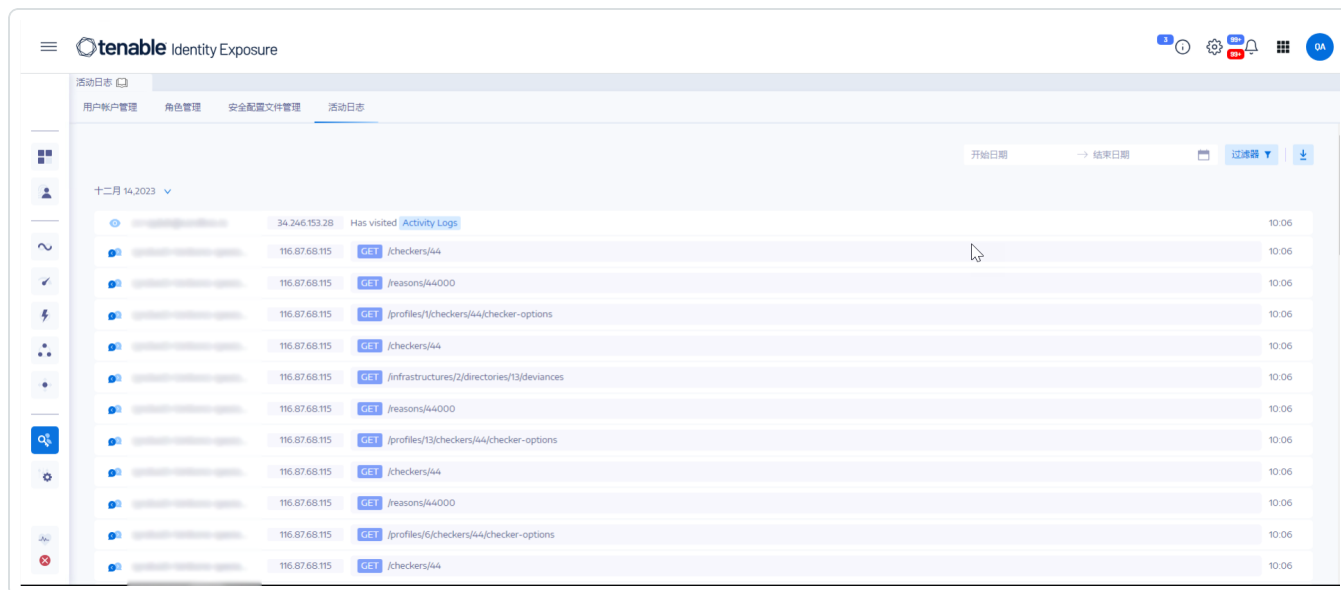 tenable Identity Exposure
3
99+
99+
QA
活动日志
用户帐户管理 角色管理 安全配置文件管理 活动日志
开始日期 → 结束日期 过滤器
十二月 14,2023
34.246.153.28 Has visited Activity Logs 10:06
116.87.68.115 GET /checkers/44 10:06
116.87.68.115 GET /reasons/44000 10:06
116.87.68.115 GET /profiles/1/checkers/44/checker-options 10:06
116.87.68.115 GET /checkers/44 10:06
116.87.68.115 GET /infrastructures/2/directories/13/deviances 10:06
116.87.68.115 GET /reasons/44000 10:06
116.87.68.115 GET /profiles/13/checkers/44/checker-options 10:06
116.87.68.115 GET /checkers/44 10:06
116.87.68.115 GET /reasons/44000 10:06
116.87.68.115 GET /profiles/6/checkers/44/checker-options 10:06
116.87.68.115 GET /checkers/44 10:06